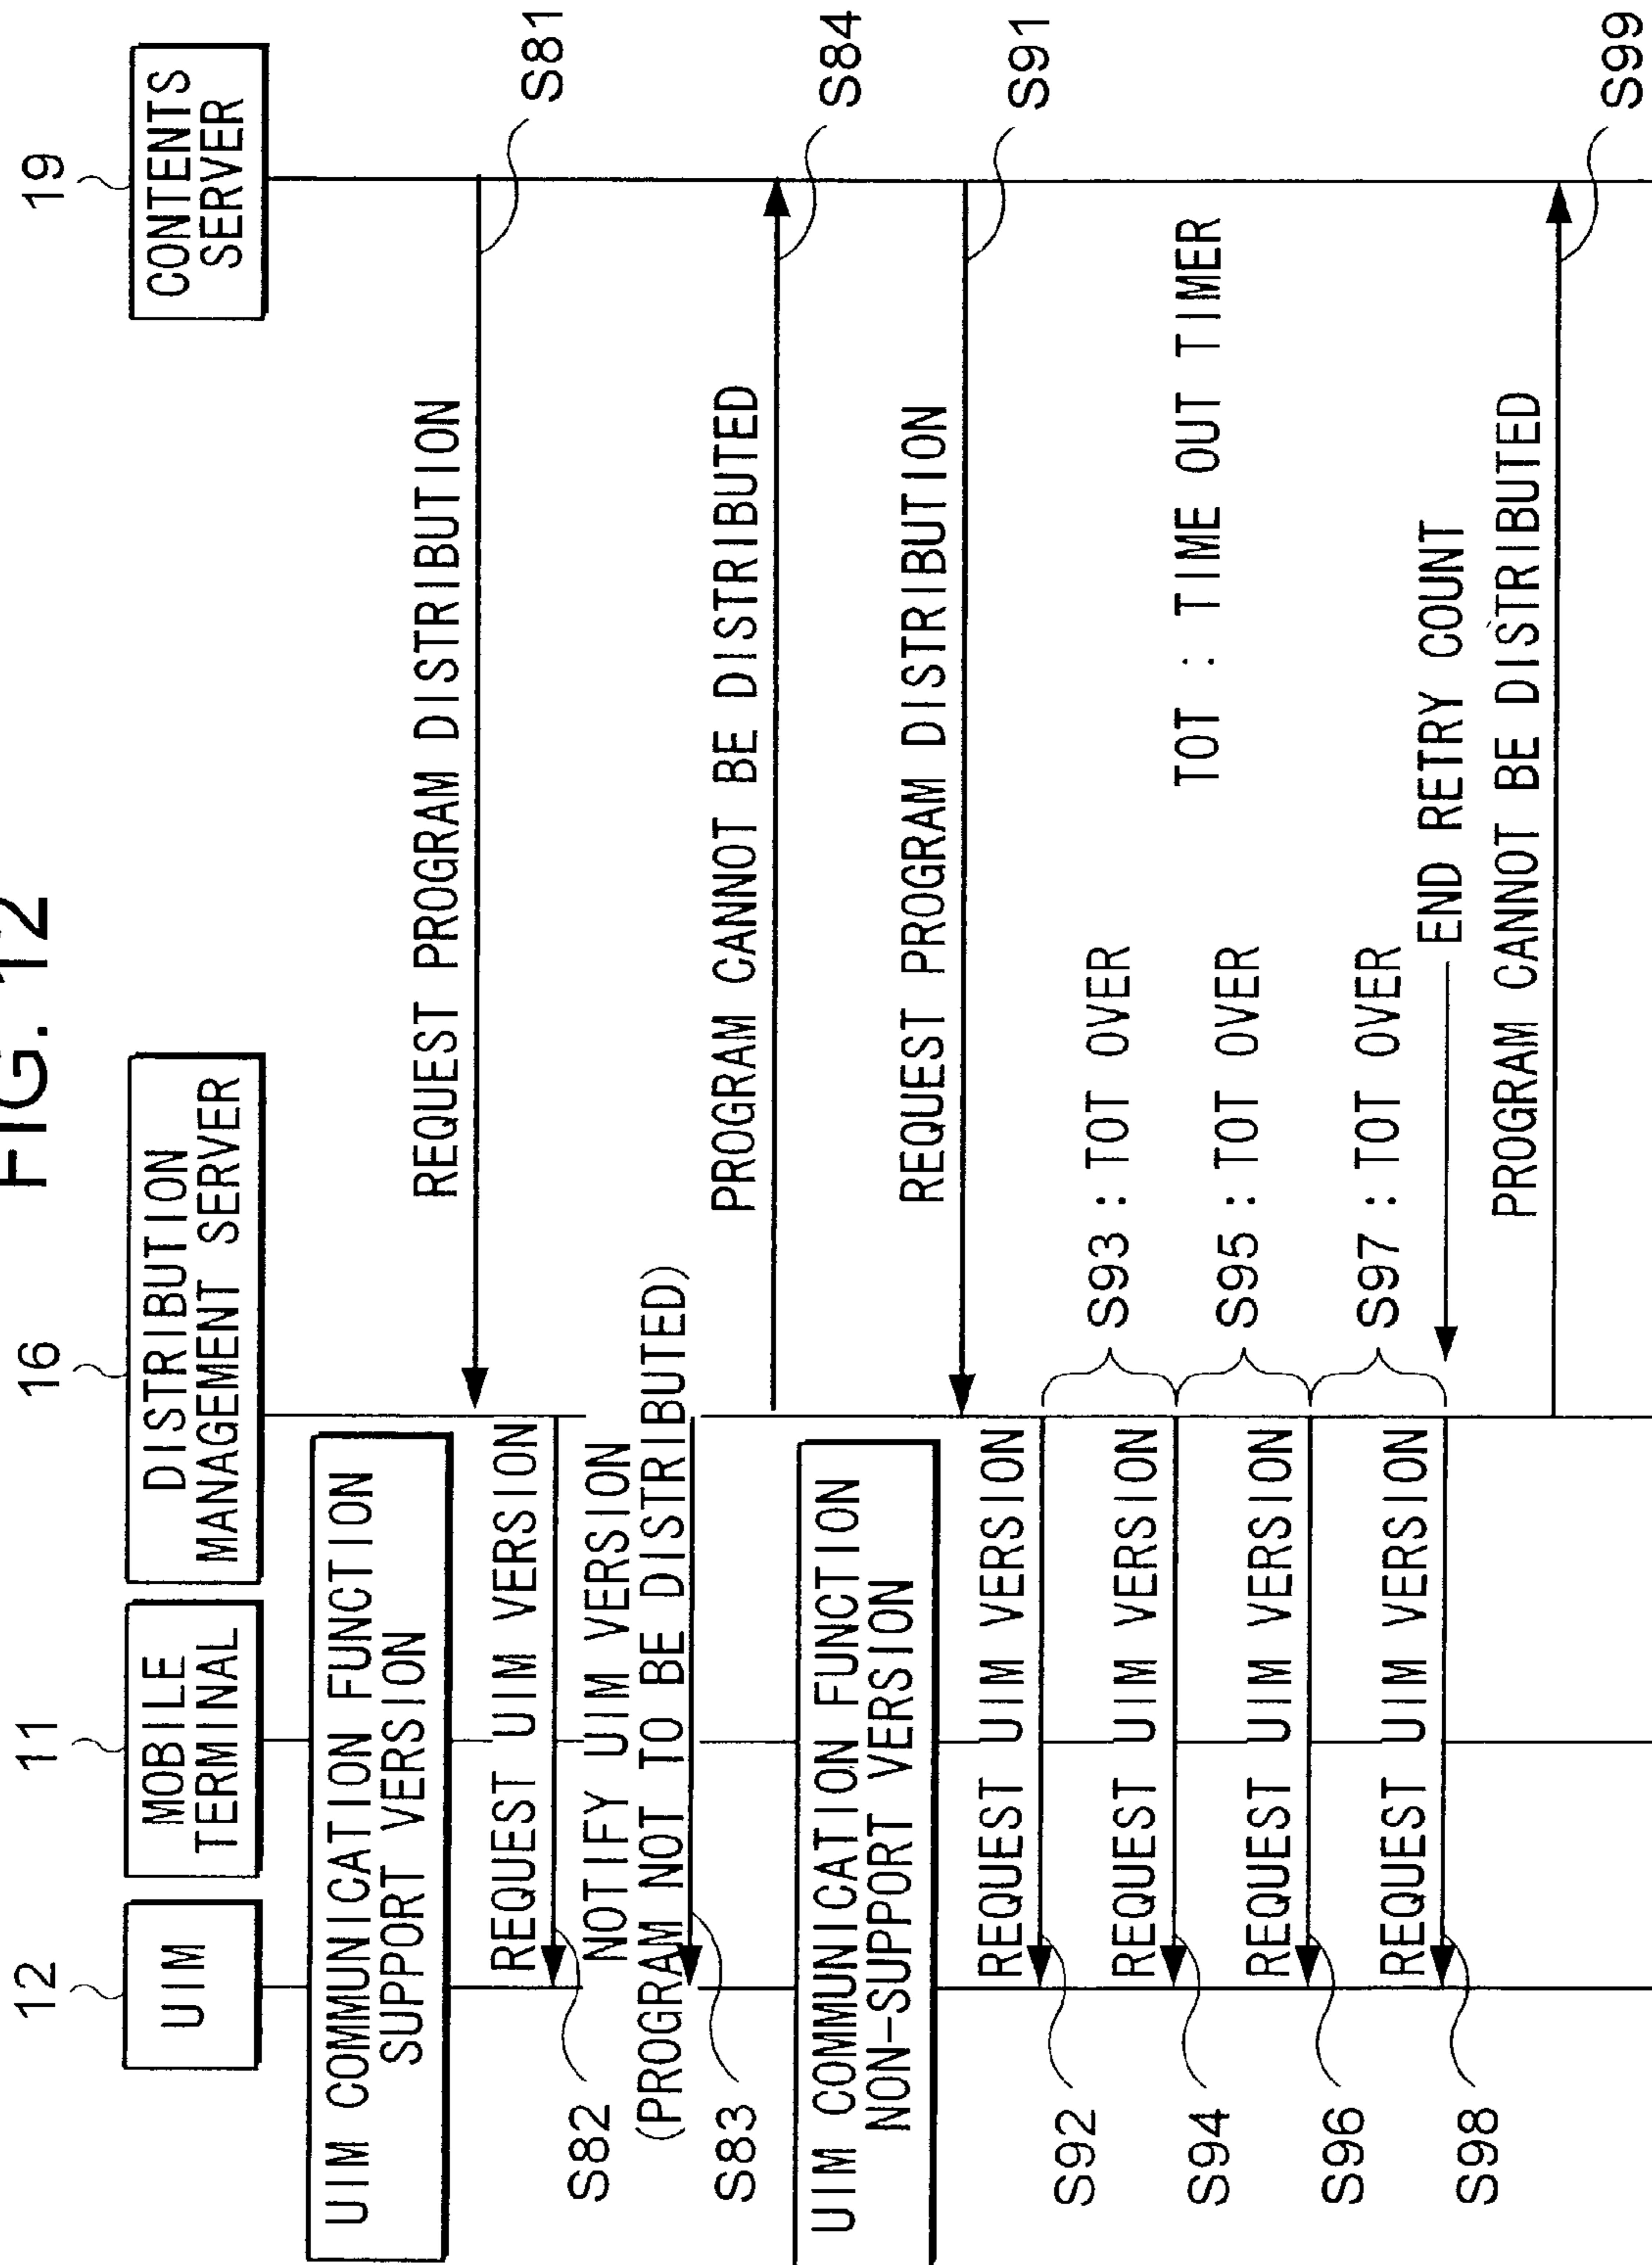 FIG. 12
12
11
16
19
UIM
MOBILE
TERMINAL
DISTRIBUTION
MANAGEMENT SERVER
CONTENTS
SERVER
UIM COMMUNICATION FUNCTION
SUPPORT VERSION
REQUEST PROGRAM DISTRIBUTION
S81
REQUEST UIM VERSION
S82
NOTIFY UIM VERSION
(PROGRAM NOT TO BE DISTRIBUTED)
S83
PROGRAM CANNOT BE DISTRIBUTED
S84
UIM COMMUNICATION FUNCTION
NON-SUPPORT VERSION
REQUEST PROGRAM DISTRIBUTION
S91
REQUEST UIM VERSION
S92
S93 : TOT OVER
REQUEST UIM VERSION
S94
TOT : TIME OUT TIMER
S95 : TOT OVER
REQUEST UIM VERSION
S96
S97 : TOT OVER
REQUEST UIM VERSION
S98
END RETRY COUNT
PROGRAM CANNOT BE DISTRIBUTED
S99